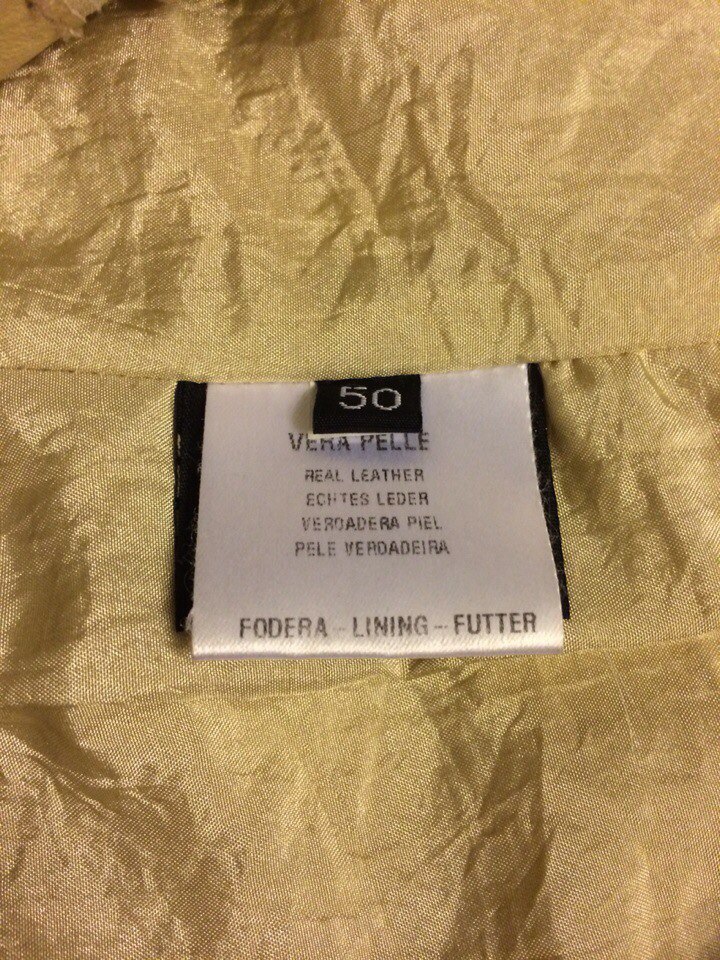 50
VERA PELLE
REAL LEATHER
ECHTES LEDER
VERDADERA PIEL
PELE VERDADEIRA
FODERA - LINING - FUTTER